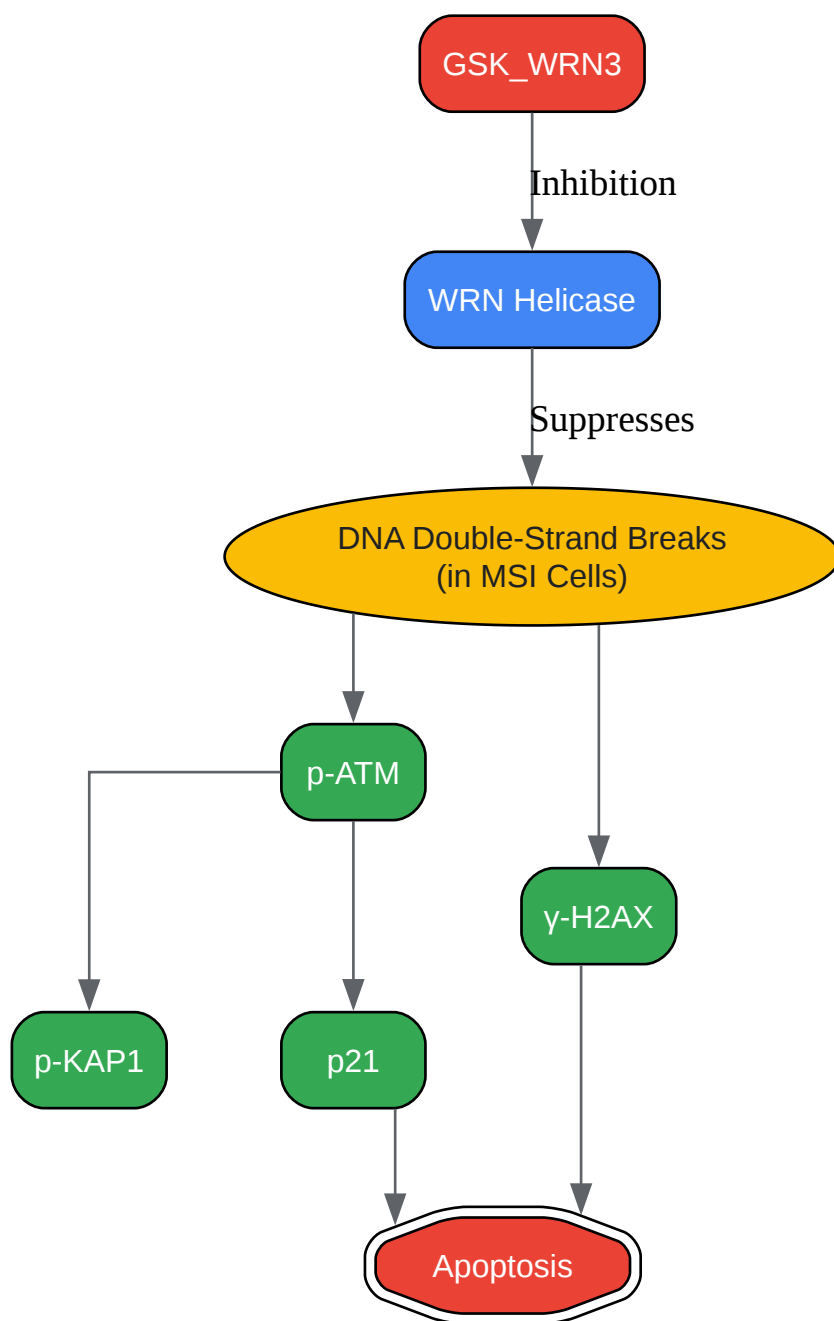 GSK_WRN3
Inhibition
WRN Helicase
Suppresses
DNA Double-Strand Breaks
(in MSI Cells)
p-ATM
γ-H2AX
p-KAP1
p21
Apoptosis